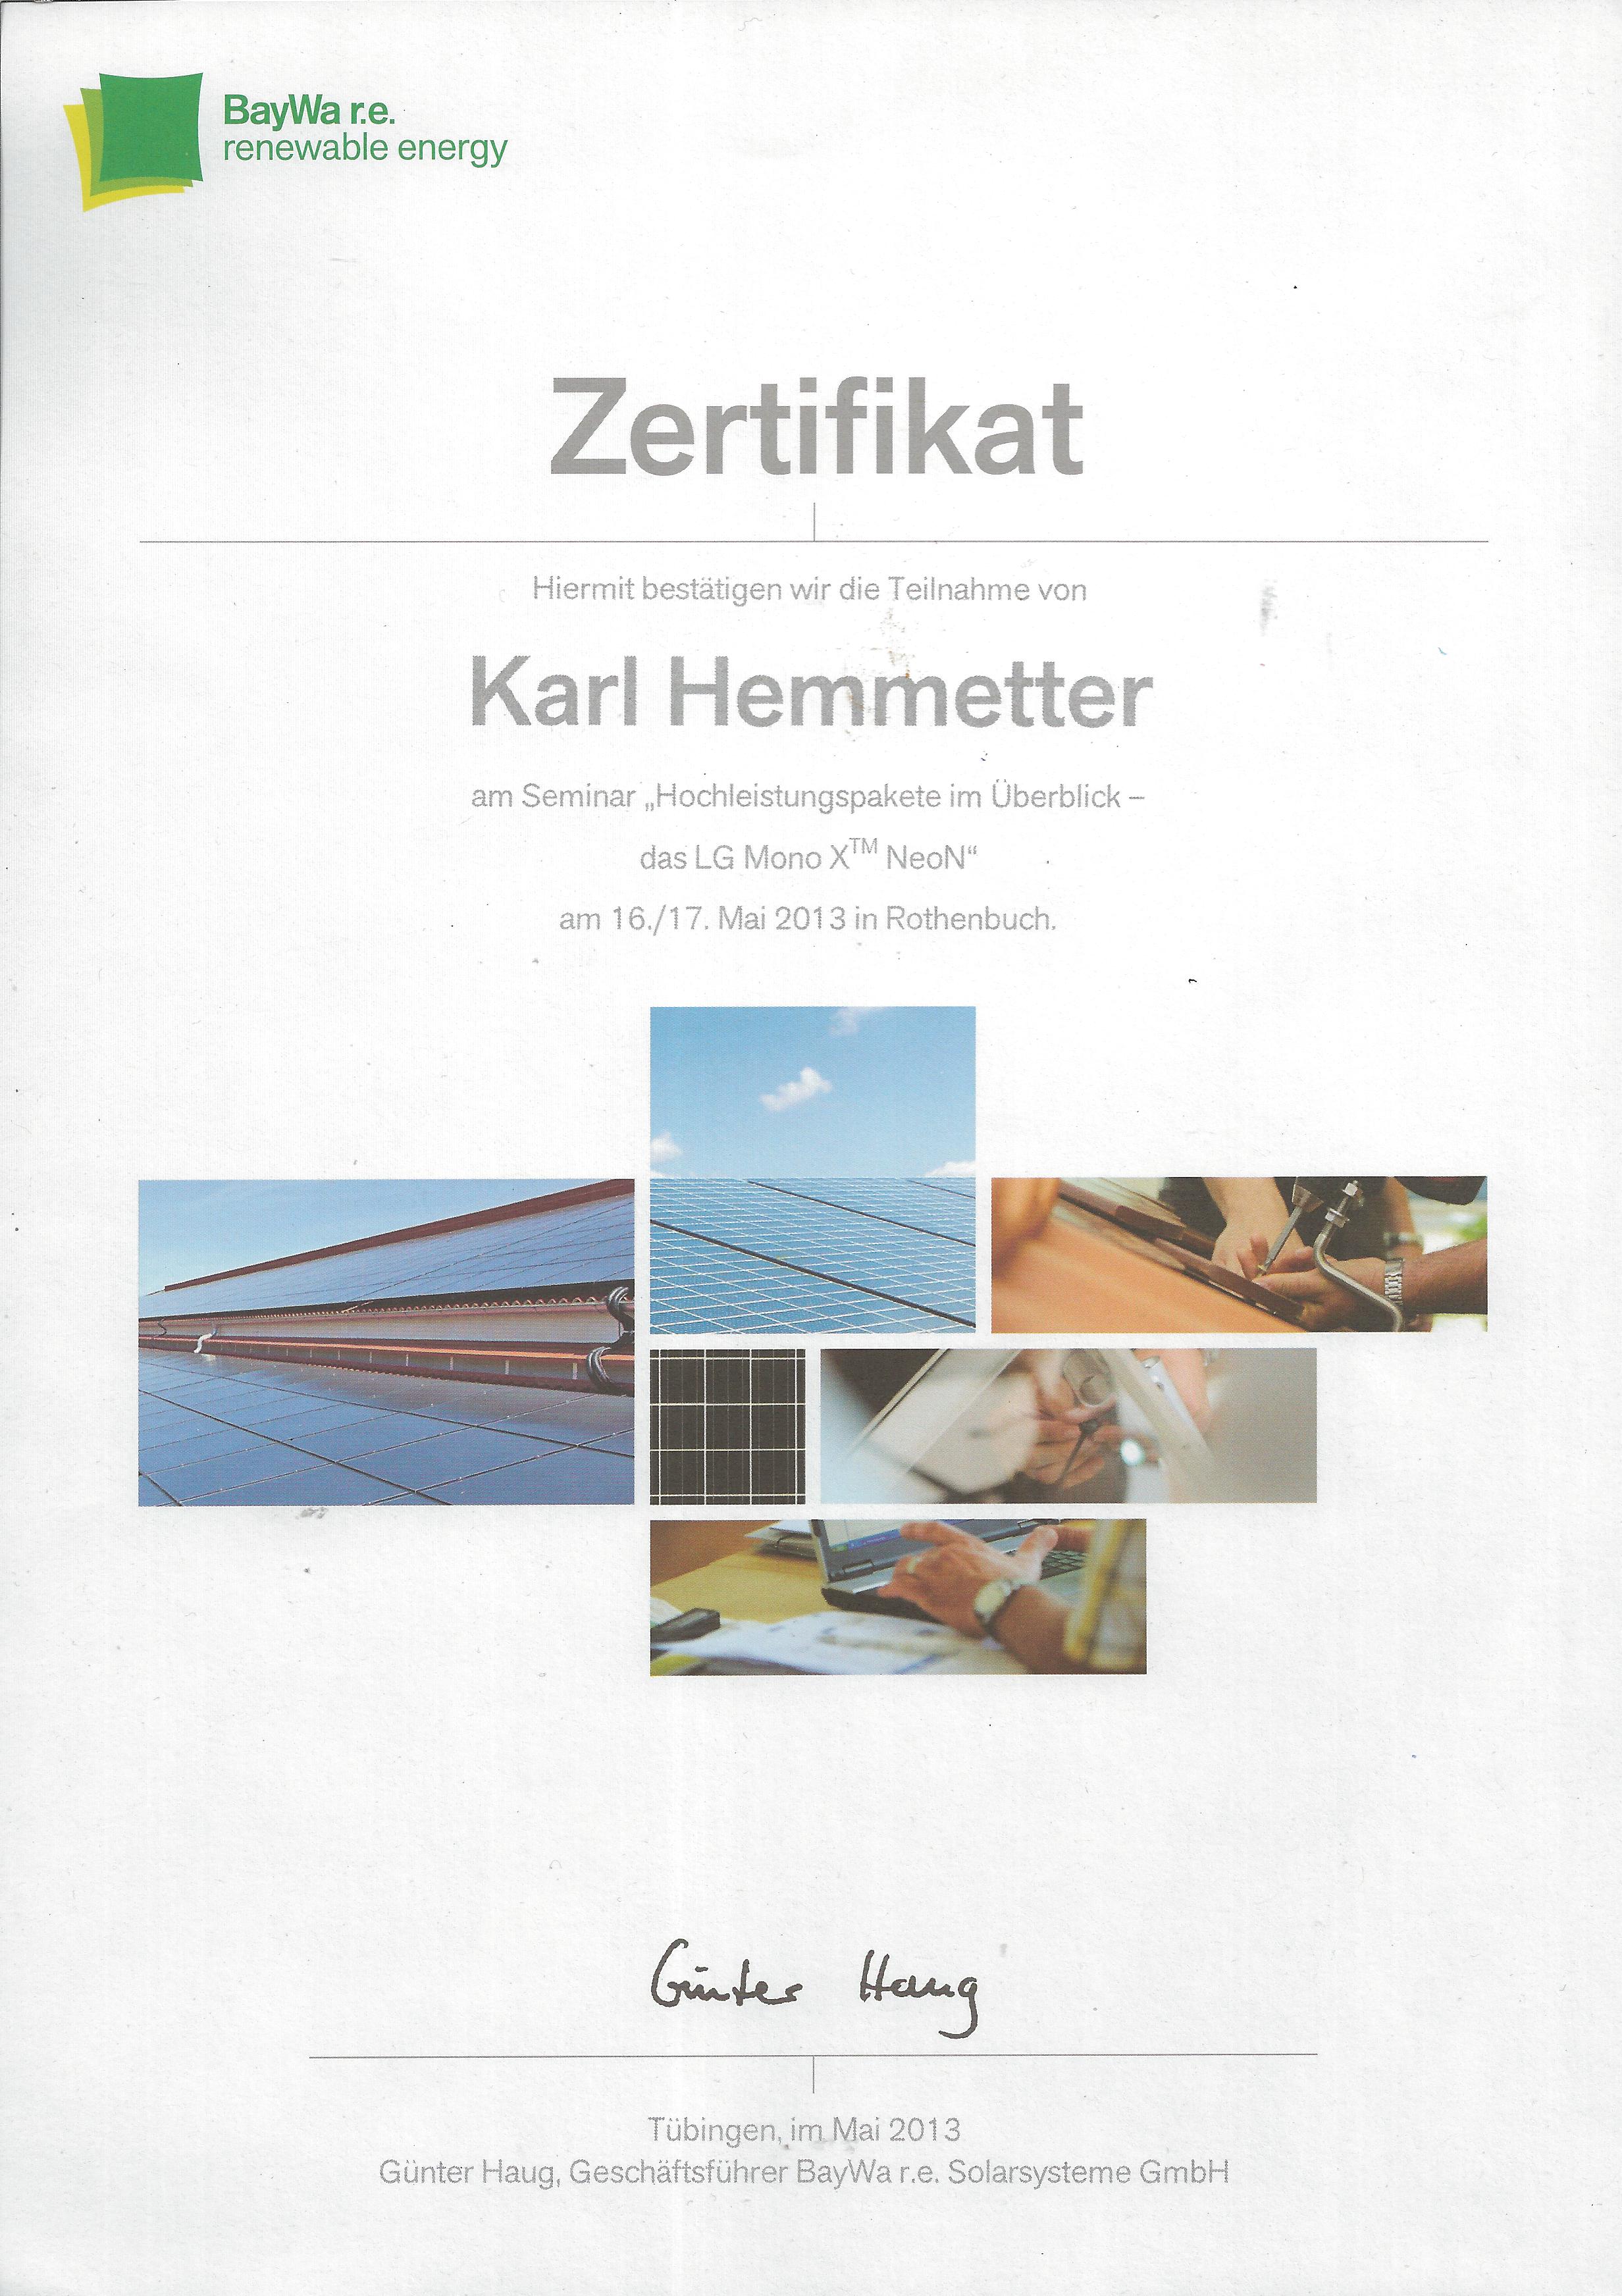 BayWa r.e.
renewable energy
Zertifikat
Hiermit bestätigen wir die Teilnahme von
Karl Hemmetter
am Seminar „Hochleistungspakete im Überblick –
das LG Mono X™ NeoN“
am 16./17. Mai 2013 in Rothenbuch.
Günter Haug
Tübingen, im Mai 2013
Günter Haug, Geschäftsführer BayWa r.e. Solarsysteme GmbH